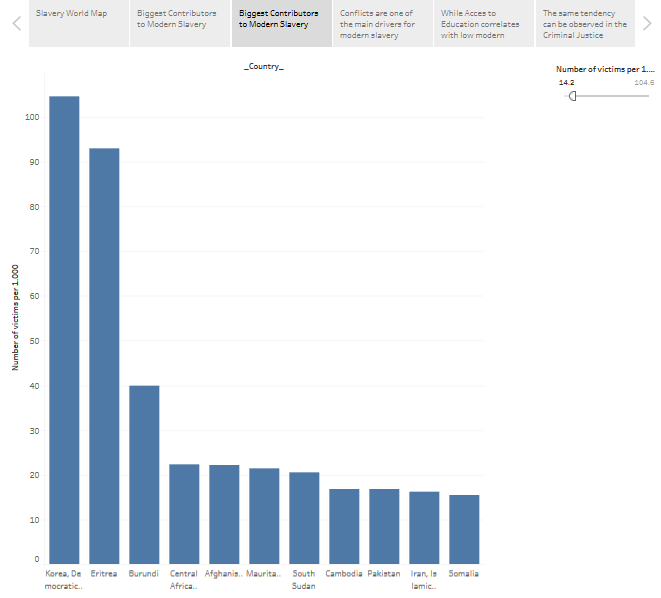 Slavery World Map
Biggest Contributors
to Modern Slavery
Biggest Contributors
to Modern Slavery
Conflicts are one of
the main drivers for
modern slavery
While Acces to
Education correlates
with low modern
The same tendency
can be observed in the
Criminal Justice
_Country_
Number of victims per 1....
14.2
104.6
Number of victims per 1.000
100
90
80
70
60
50
40
30
20
10
0
Korea, De
mocratic..
Eritrea
Burundi
Central
Africa..
Afghanis..
Maurita..
South
Sudan
Cambodia
Pakistan
Iran, Is
lamic..
Somalia